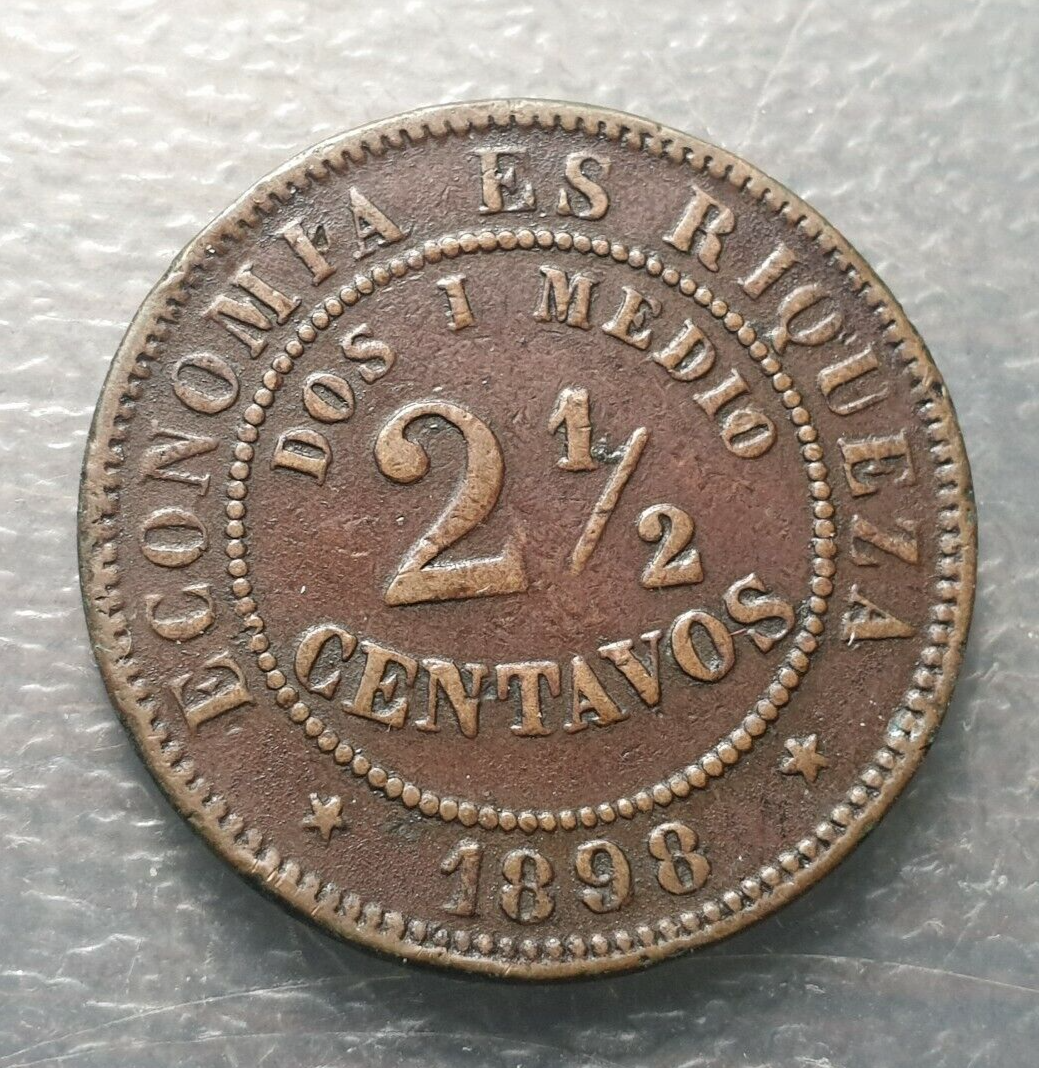 ECONOMIA ES RIQUEZA
DOS I MEDIO
2 1/2
CENTAVOS
1898